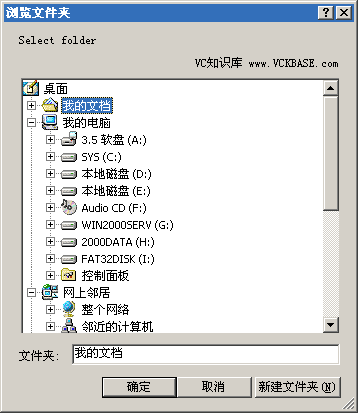 浏览文件夹
Select folder
VC知识库 www.VCKBASE.com
桌面
我的文档
我的电脑
3.5 软盘 (A:)
SYS (C:)
本地磁盘 (D:)
本地磁盘 (E:)
Audio CD (F:)
WIN2000SERV (G:)
2000DATA (H:)
FAT32DISK (I:)
控制面板
网上邻居
整个网络
邻近的计算机
文件夹: 我的文档
确定 取消 新建文件夹(N)